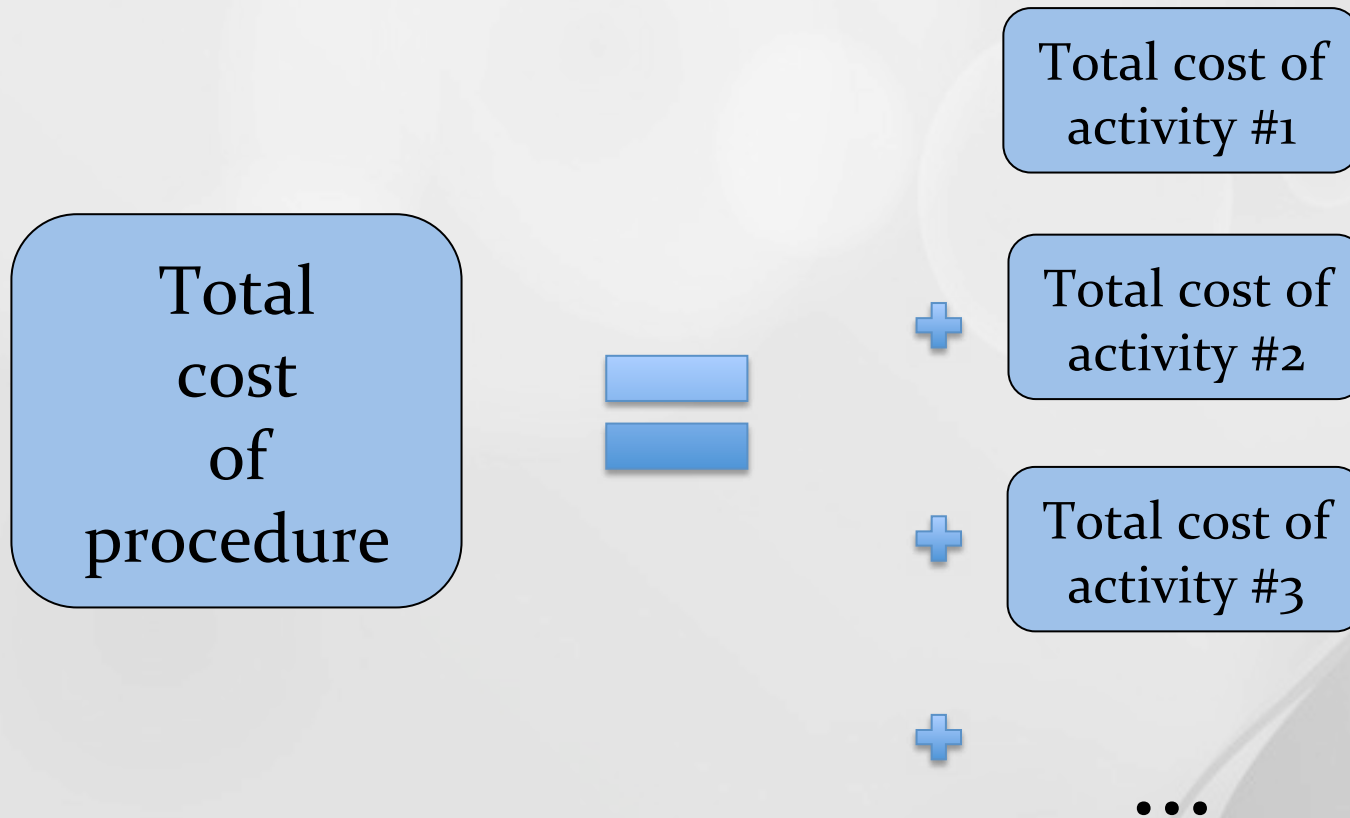 Total
cost
of
procedure
Total cost of
activity #1
Total cost of
activity #2
Total cost of
activity #3
...